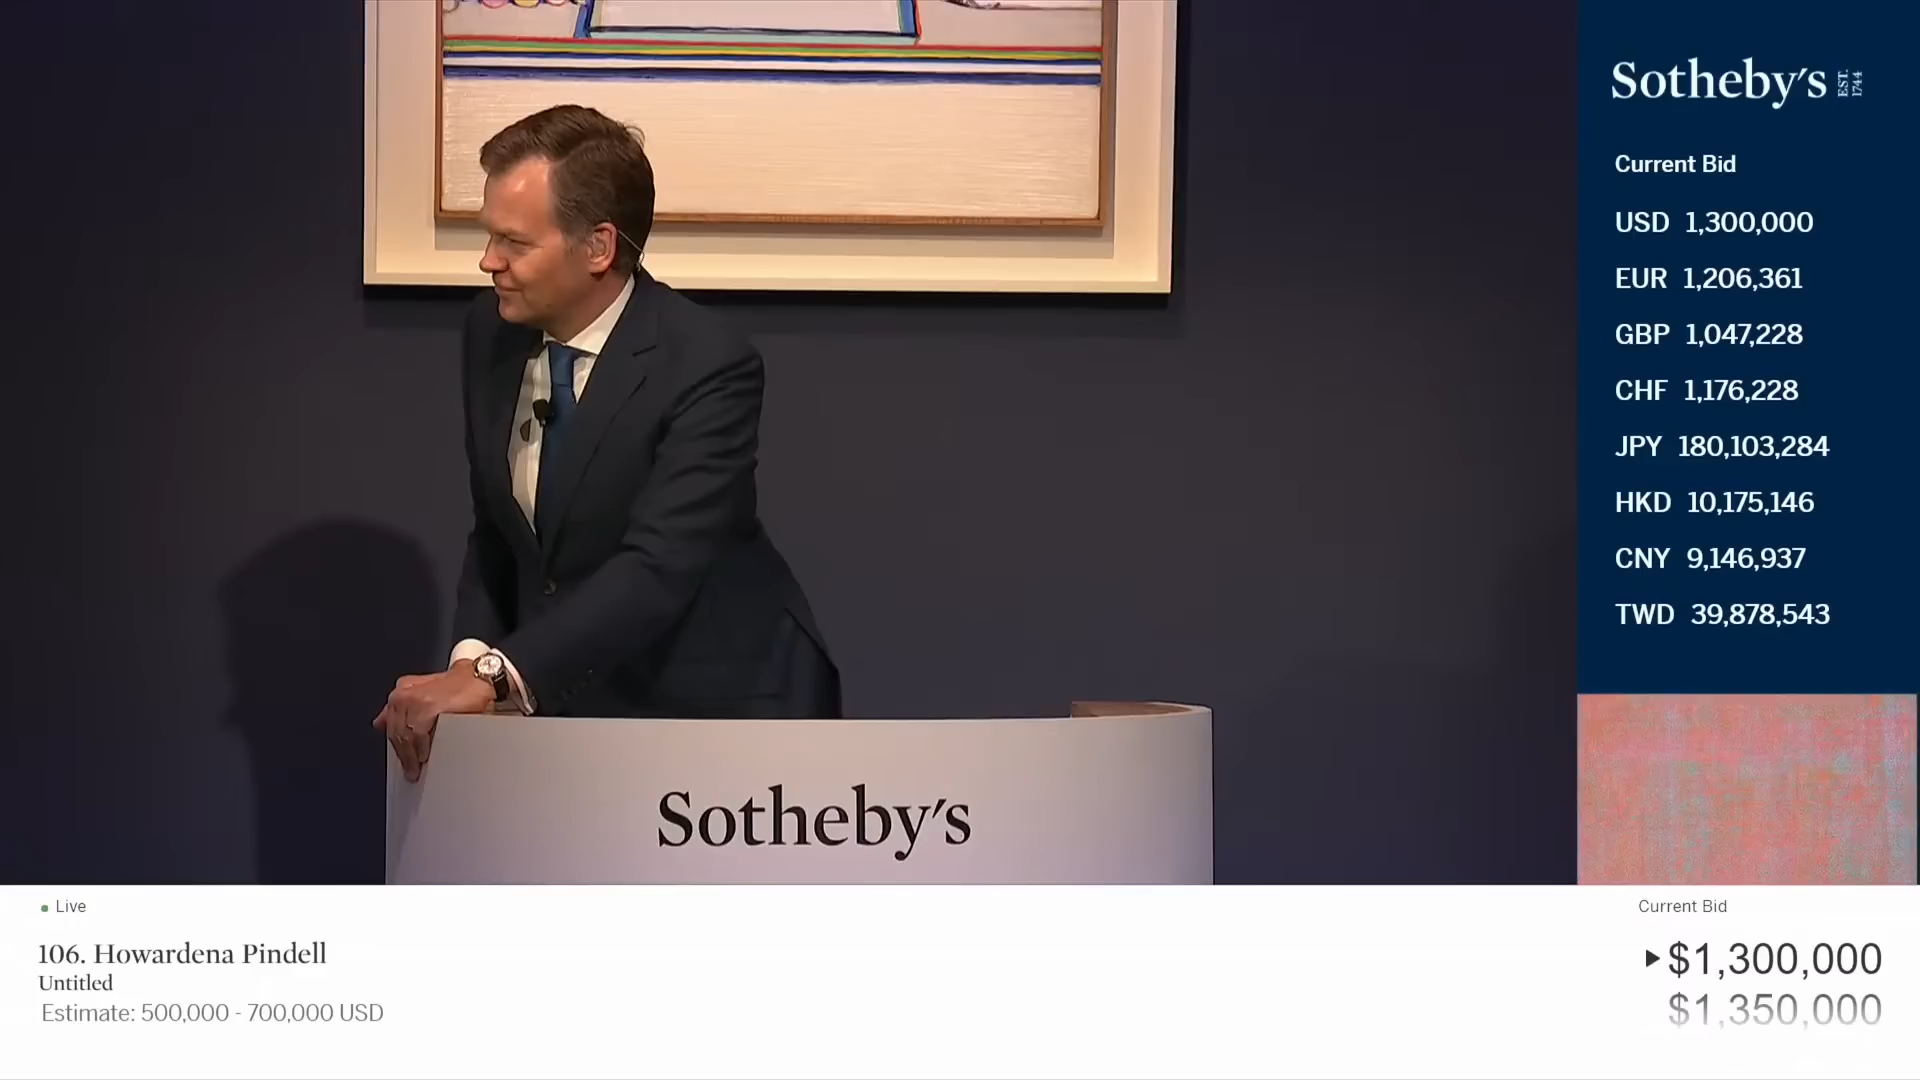 Sotheby's EST. 1744
Current Bid
USD 1,300,000
EUR 1,206,361
GBP 1,047,228
CHF 1,176,228
JPY 180,103,284
HKD 10,175,146
CNY 9,146,937
TWD 39,878,543
Sotheby's
Live
Current Bid
106. Howardena Pindell
Untitled
Estimate: 500,000 - 700,000 USD
$1,300,000
$1,350,000